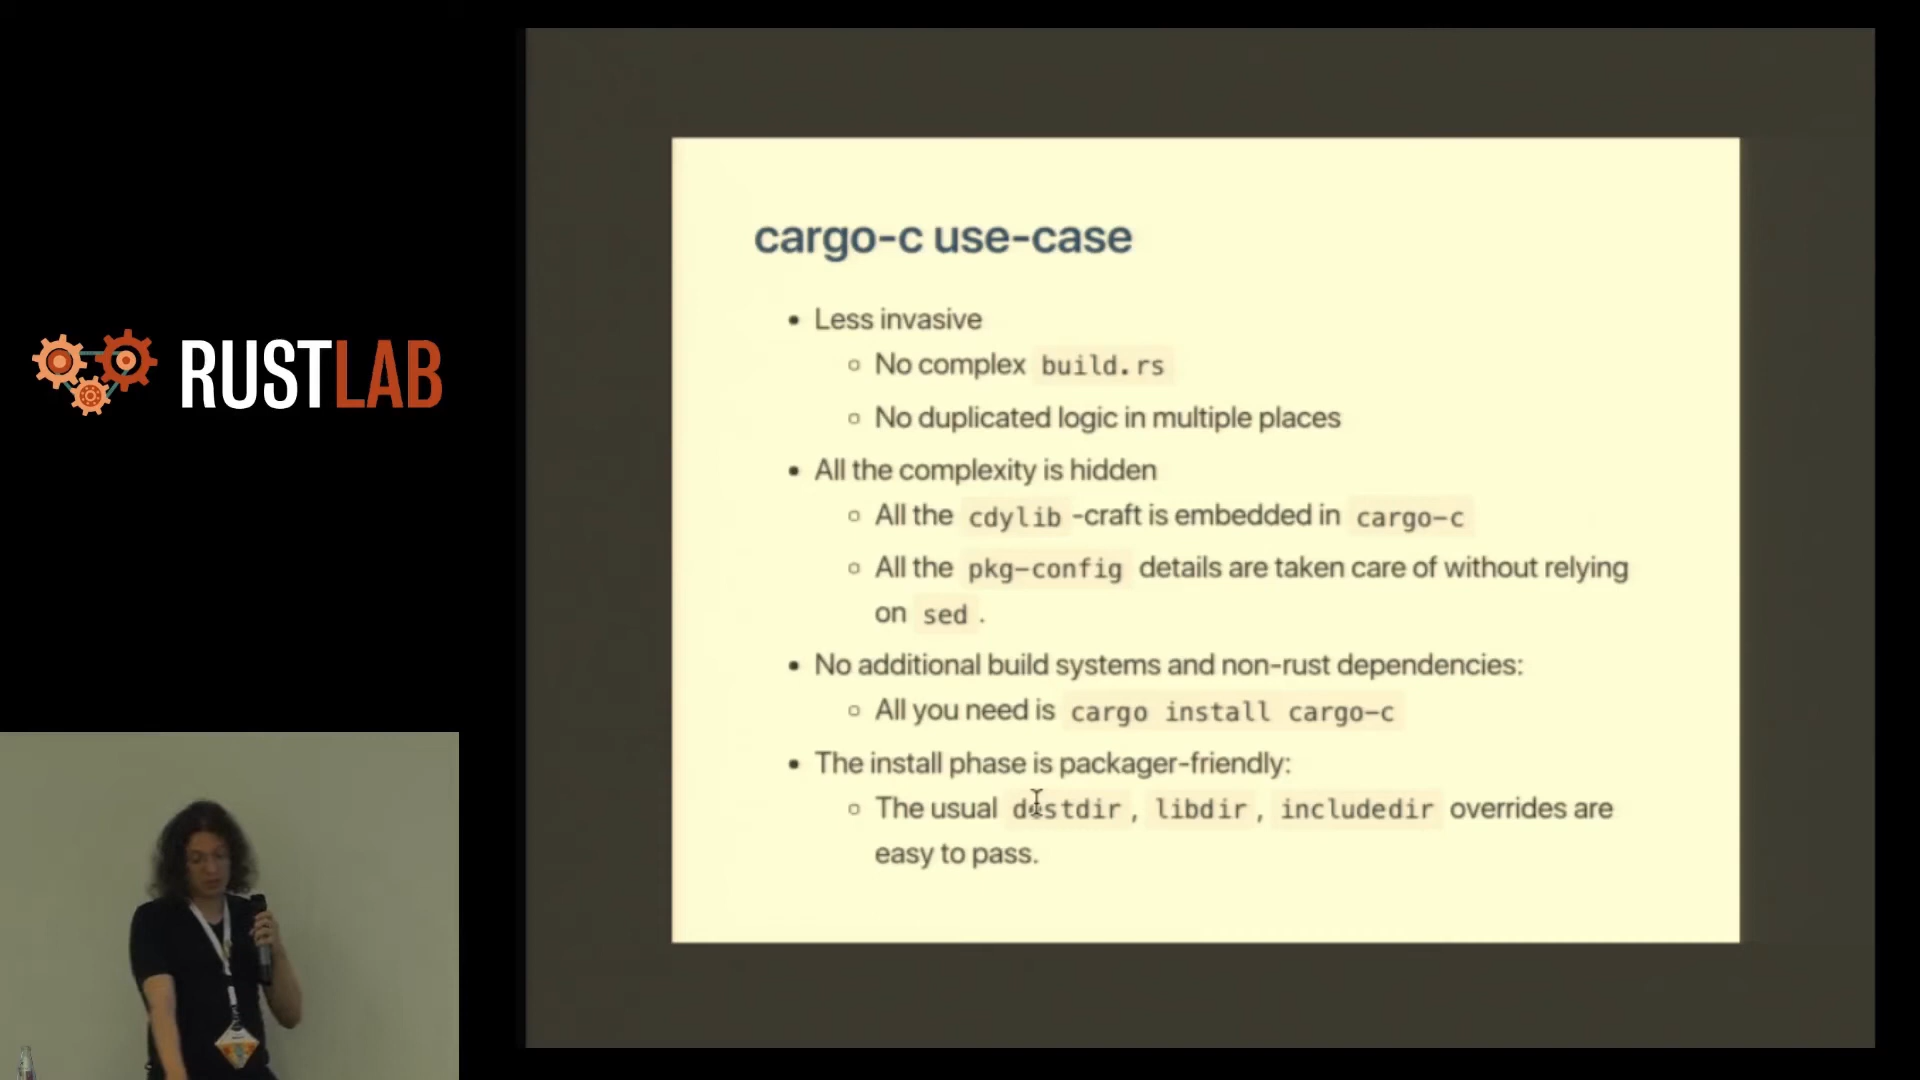 RUSTLAB
cargo-c use-case
• Less invasive
◦ No complex build.rs
◦ No duplicated logic in multiple places
• All the complexity is hidden
◦ All the cdylib -craft is embedded in cargo-c
◦ All the pkg-config details are taken care of without relying
on sed .
• No additional build systems and non-rust dependencies:
◦ All you need is cargo install cargo-c
• The install phase is packager-friendly:
◦ The usual destdir , libdir , includedir overrides are
easy to pass.